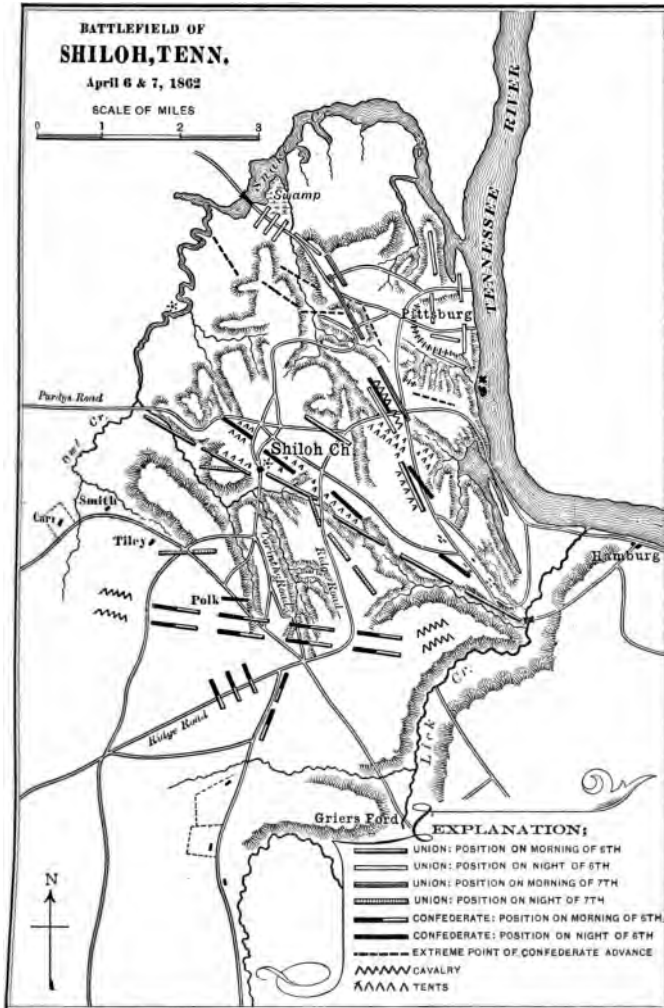 BATTLEFIELD OF
SHILOH, TENN.
April 6 & 7, 1862
SCALE OF MILES
0 1 2 3
TENNESSEE RIVER
Snake
Swamp
Pittsburg
Purdys Road
Owl Cr.
Shiloh Ch.
Smith
Carr
Tiley
Hamburg
Ridge Road
Polk
Ridge Road
Lick Cr.
Griers Ford
N
EXPLANATION:
UNION: POSITION ON MORNING OF 6TH
UNION: POSITION ON NIGHT OF 6TH
UNION: POSITION ON MORNING OF 7TH
UNION: POSITION ON NIGHT OF 7TH
CONFEDERATE: POSITION ON MORNING OF 6TH.
CONFEDERATE: POSITION ON NIGHT OF 6TH
EXTREME POINT OF CONFEDERATE ADVANCE
CAVALRY
TENTS